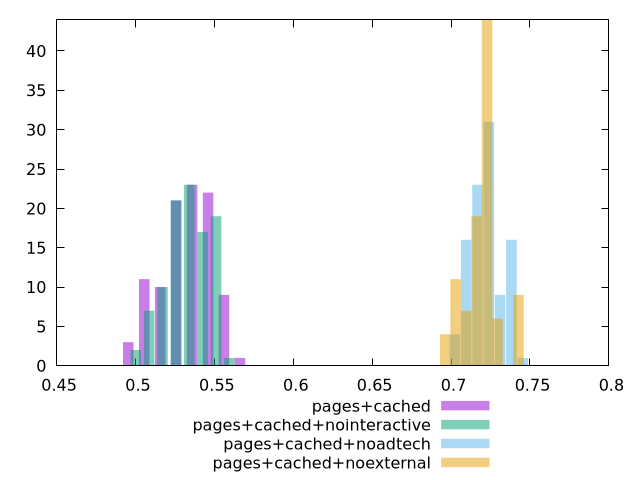 40
35
30
25
20
15
10
5
0
0.45 0.5 0.55 0.6 0.65 0.7 0.75 0.8
pages+cached
pages+cached+nointeractive
pages+cached+noadtech
pages+cached+noexternal